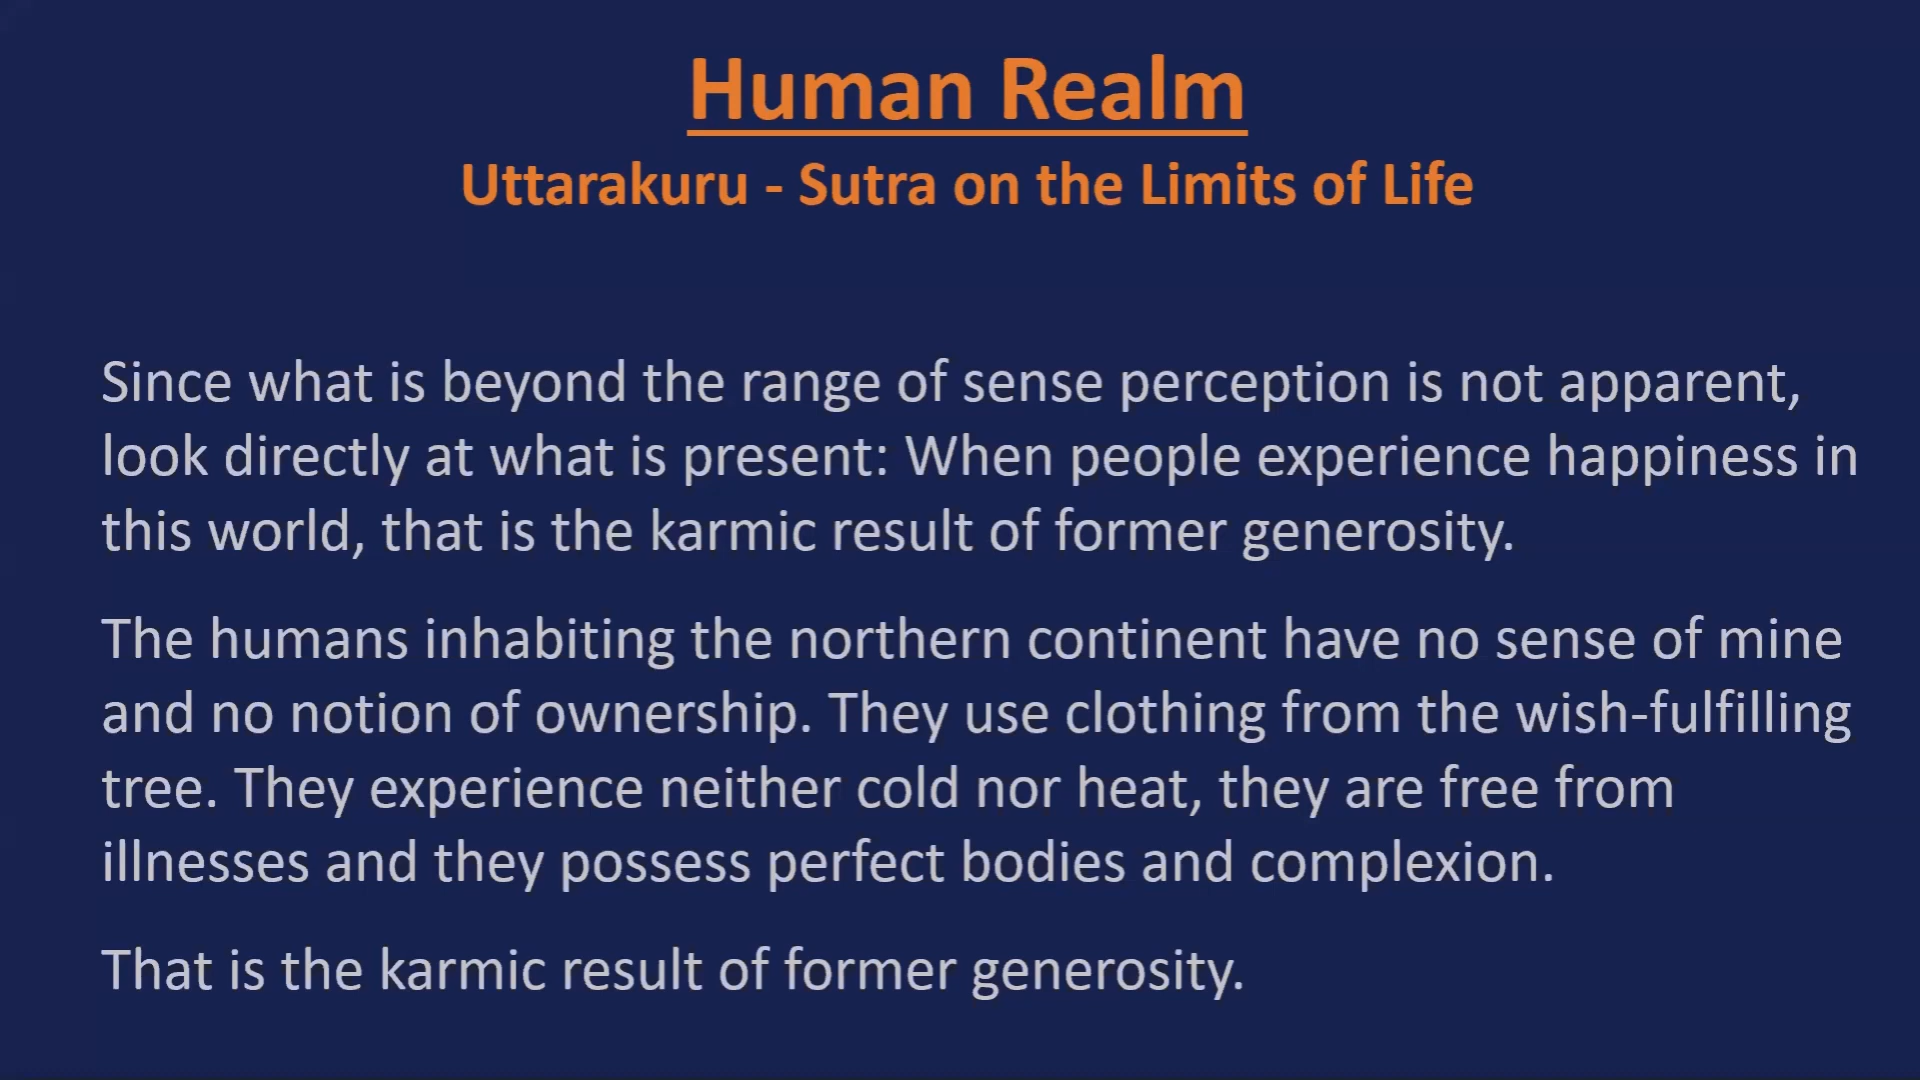 Human Realm
Uttarakuru - Sutra on the Limits of Life
Since what is beyond the range of sense perception is not apparent,
look directly at what is present: When people experience happiness in
this world, that is the karmic result of former generosity.
The humans inhabiting the northern continent have no sense of mine
and no notion of ownership. They use clothing from the wish-fulfilling
tree. They experience neither cold nor heat, they are free from
illnesses and they possess perfect bodies and complexion.
That is the karmic result of former generosity.